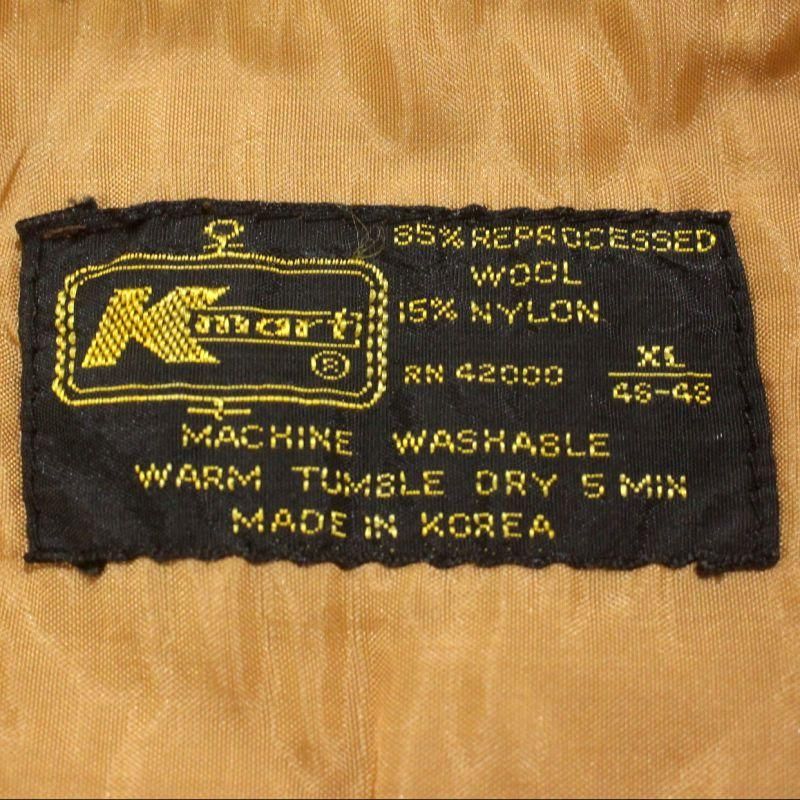 Kmart ®
85% REPROCESSED
WOOL
15% NYLON
RN 42000
XL
46-48
MACHINE WASHABLE
WARM TUMBLE DRY 5 MIN
MADE IN KOREA